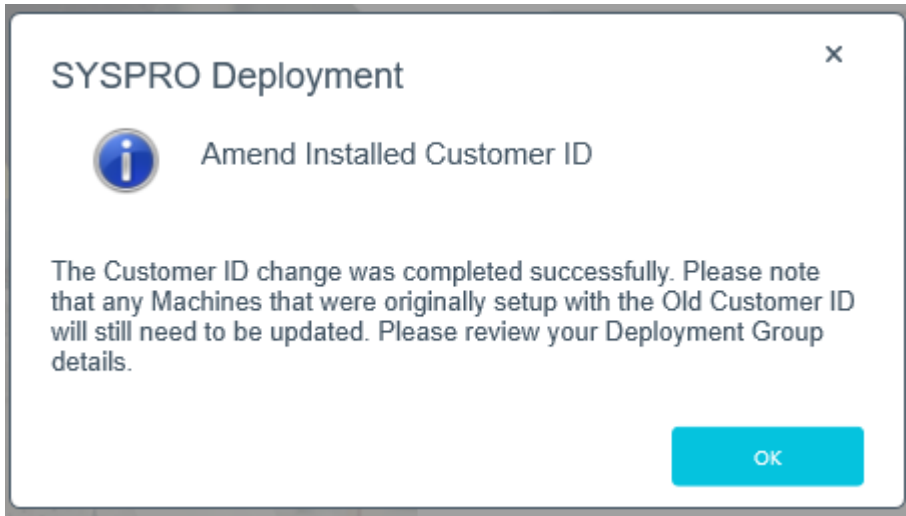 SYSPRO Deployment
Amend Installed Customer ID
The Customer ID change was completed successfully. Please note
that any Machines that were originally setup with the Old Customer ID
will still need to be updated. Please review your Deployment Group
details.
OK